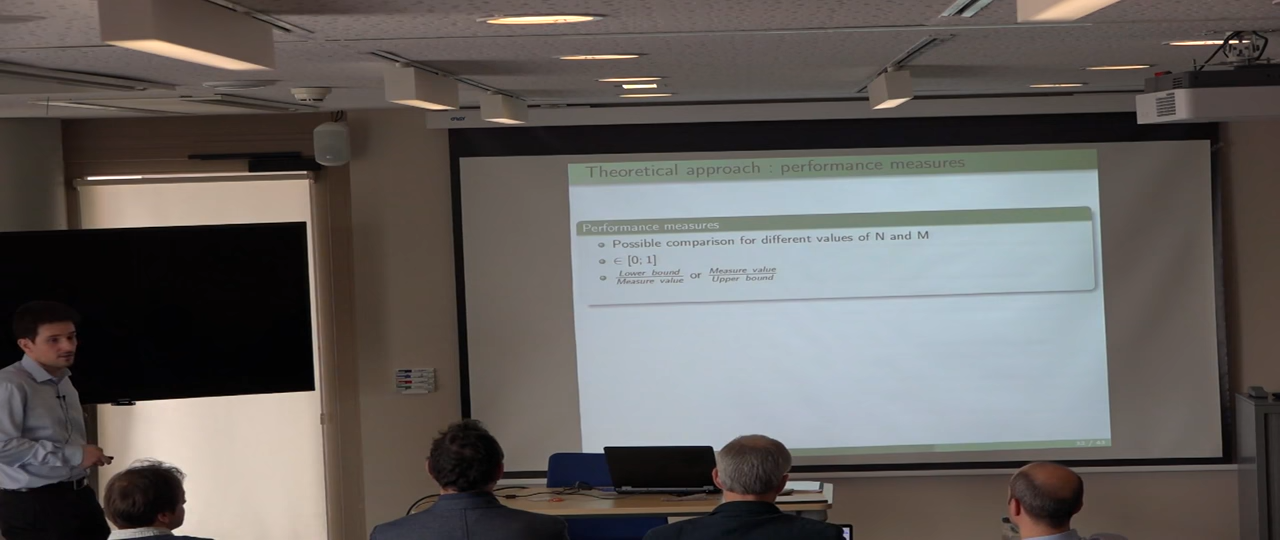 Theoretical approach : performance measures
Performance measures
Possible comparison for different values of N and M
∈ [0; 1]
Lower bound / Measure value or Measure value / Upper bound